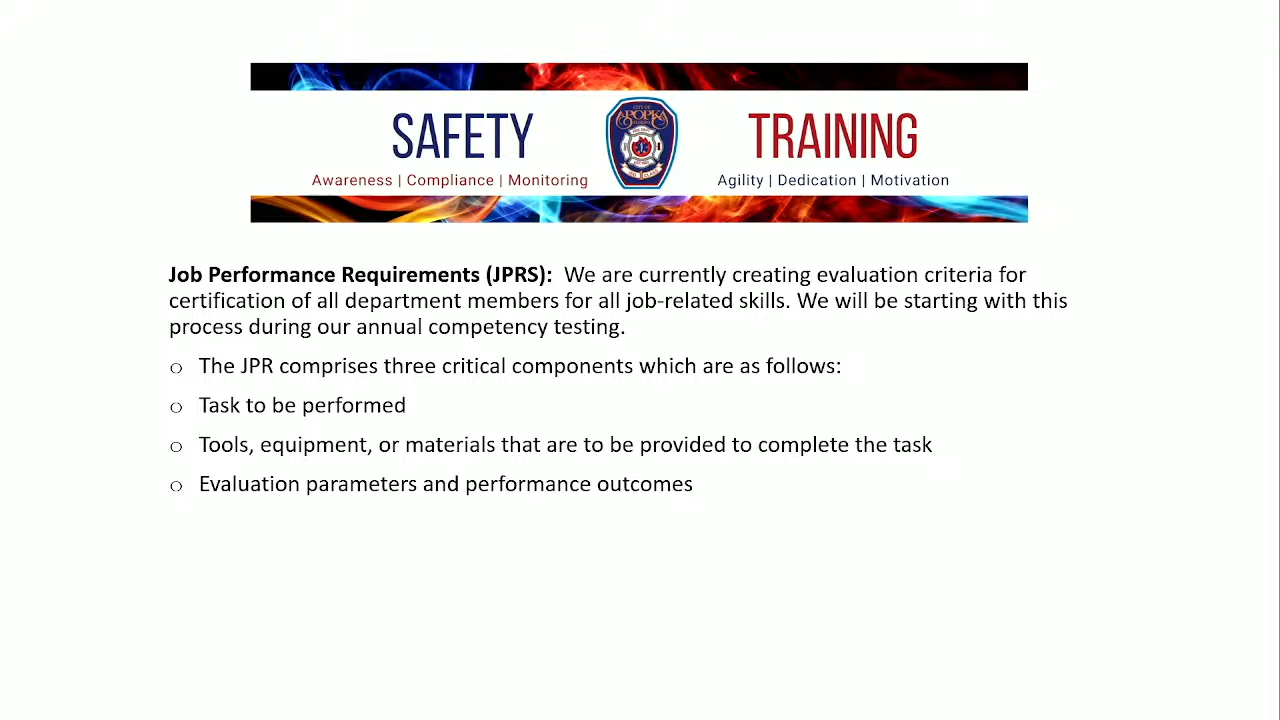 SAFETY
Awareness | Compliance | Monitoring
CITY OF
APOPKA
TRAINING
Agility | Dedication | Motivation
Job Performance Requirements (JPRS): We are currently creating evaluation criteria for
certification of all department members for all job-related skills. We will be starting with this
process during our annual competency testing.
o The JPR comprises three critical components which are as follows:
o Task to be performed
o Tools, equipment, or materials that are to be provided to complete the task
o Evaluation parameters and performance outcomes